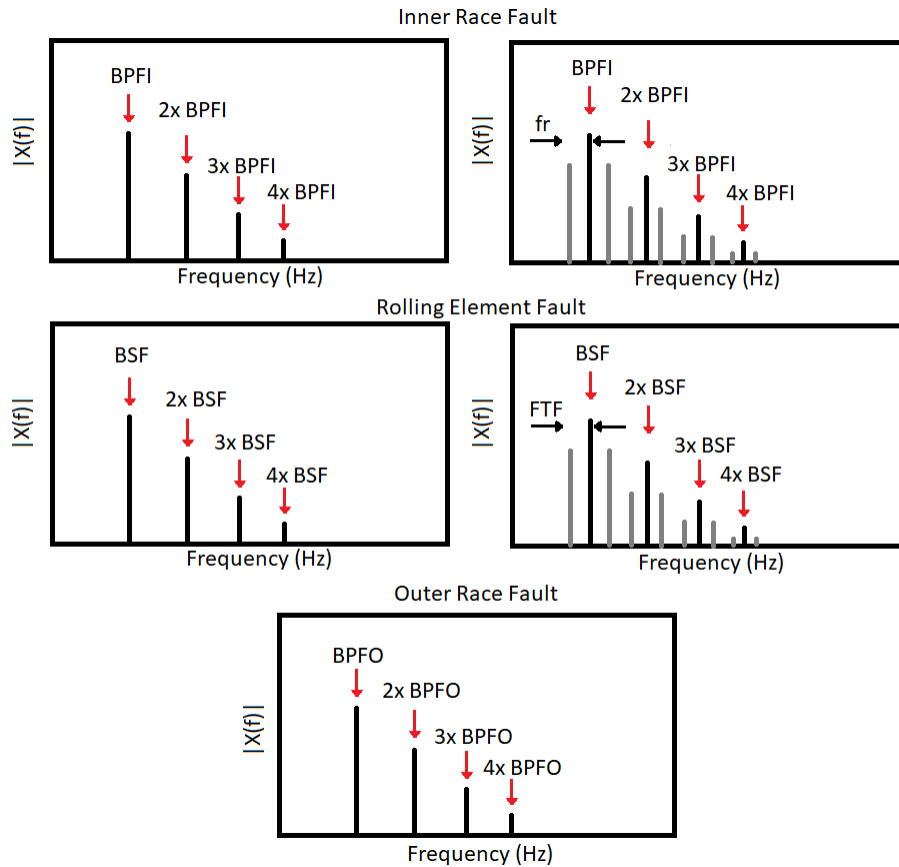 Inner Race Fault
BPFI
2x BPFI
3x BPFI
4x BPFI
|X(f)|
Frequency (Hz)
BPFI
2x BPFI
fr
3x BPFI
4x BPFI
|X(f)|
Frequency (Hz)
Rolling Element Fault
BSF
2x BSF
3x BSF
4x BSF
|X(f)|
Frequency (Hz)
BSF
2x BSF
FTF
3x BSF
4x BSF
|X(f)|
Frequency (Hz)
Outer Race Fault
BPFO
2x BPFO
3x BPFO
4x BPFO
|X(f)|
Frequency (Hz)